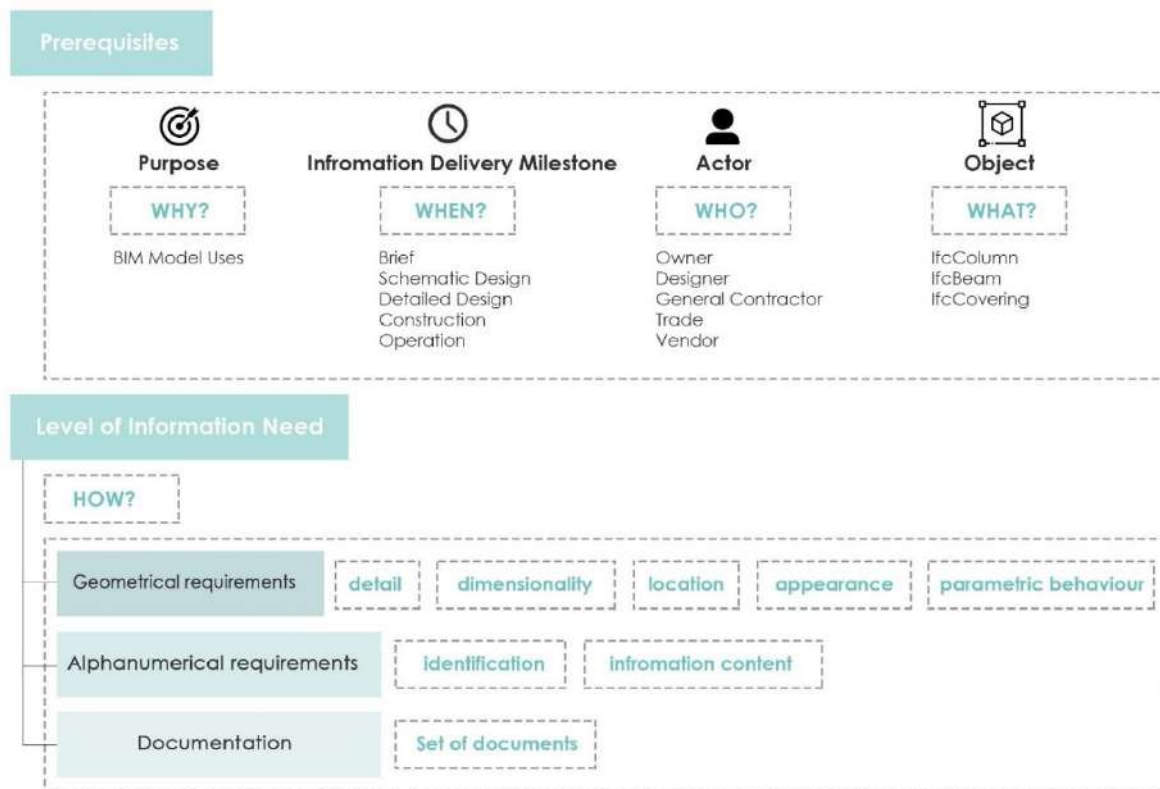 Prerequisites
Purpose
Infromation Delivery Milestone
Actor
Object
WHY?
WHEN?
WHO?
WHAT?
BIM Model Uses
Brief
Schematic Design
Detailed Design
Construction
Operation
Owner
Designer
General Contractor
Trade
Vendor
IfcColumn
IfcBeam
IfcCovering
Level of Information Need
HOW?
Geometrical requirements
detail
dimensionality
location
appearance
parametric behaviour
Alphanumerical requirements
identification
infromation content
Documentation
Set of documents